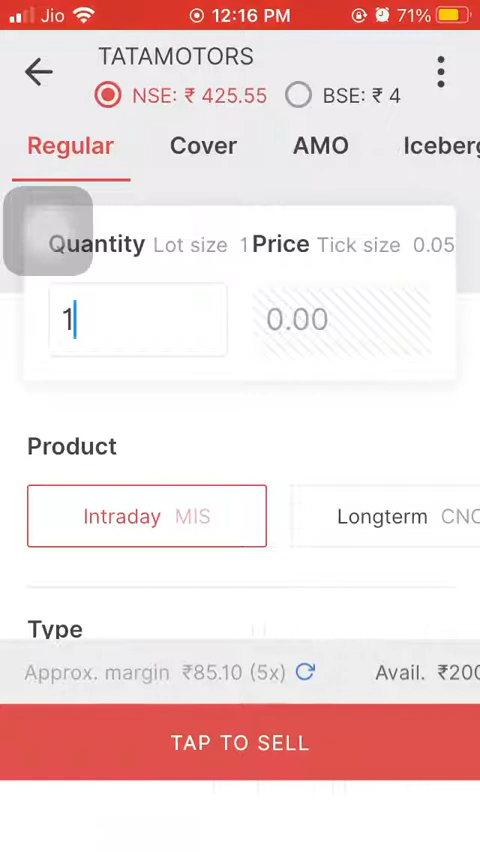 Jio 12:16 PM 71%
TATAMOTORS
NSE: ₹ 425.55 BSE: ₹ 4
Regular Cover AMO Iceberg
Quantity Lot size 1 Price Tick size 0.05
1 0.00
Product
Intraday MIS Longterm CNC
Type
Approx. margin ₹85.10 (5x) Avail. ₹200
TAP TO SELL